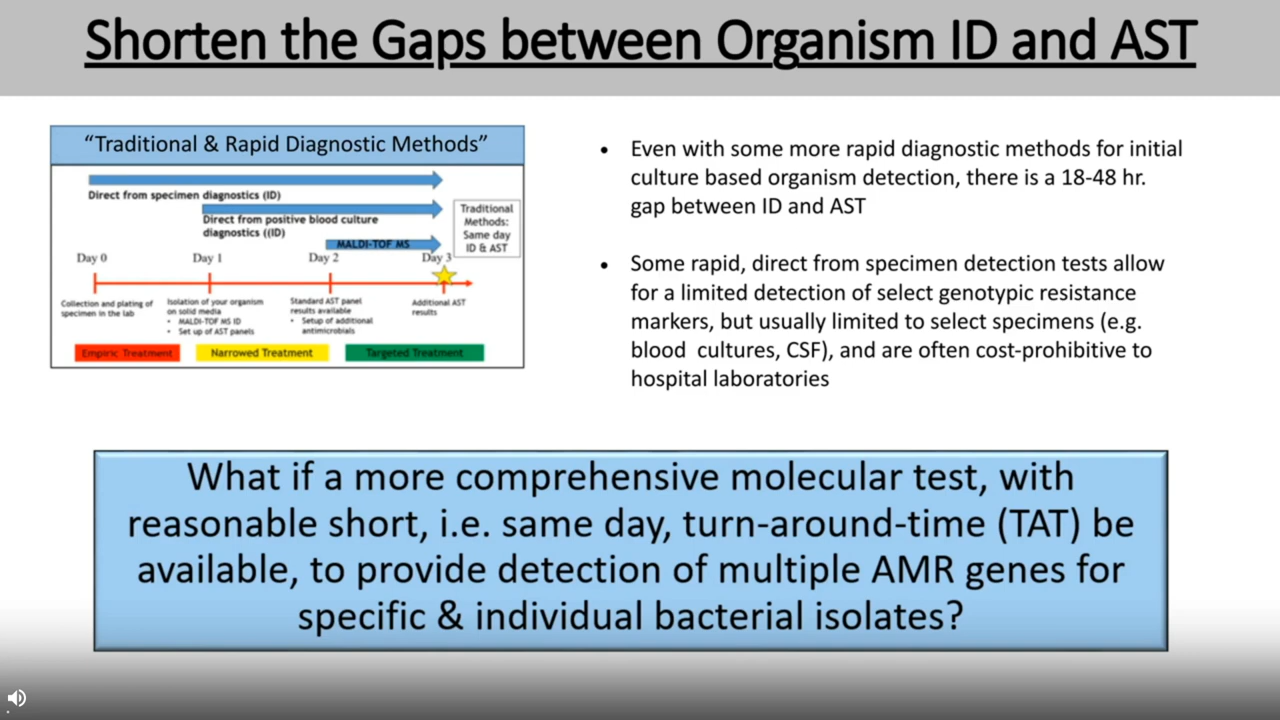 Shorten the Gaps between Organism ID and AST
“Traditional & Rapid Diagnostic Methods”
Direct from specimen diagnostics (ID)
Direct from positive blood culture
diagnostics ((ID)
MALDI-TOF MS
Traditional
Methods:
Same day
ID & AST
Day 0
Day 1
Day 2
Day 3
Collection and plating of
specimen in the lab
Isolation of your organism
on solid media
• MALDI-TOF MS ID
• Set up of AST panels
Standard AST panel
results available
• Setup of additional
antimicrobials
Additional AST
results
Empiric Treatment
Narrowed Treatment
Targeted Treatment
• Even with some more rapid diagnostic methods for initial
culture based organism detection, there is a 18-48 hr.
gap between ID and AST
• Some rapid, direct from specimen detection tests allow
for a limited detection of select genotypic resistance
markers, but usually limited to select specimens (e.g.
blood cultures, CSF), and are often cost-prohibitive to
hospital laboratories
What if a more comprehensive molecular test, with
reasonable short, i.e. same day, turn-around-time (TAT) be
available, to provide detection of multiple AMR genes for
specific & individual bacterial isolates?